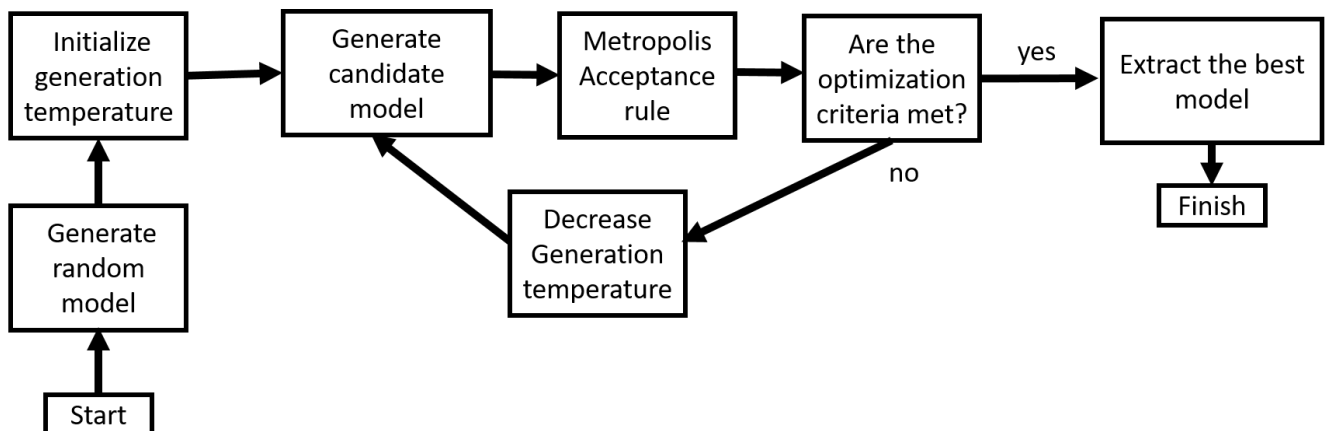 Start
Generate
random
model
Initialize
generation
temperature
Generate
candidate
model
Metropolis
Acceptance
rule
Are the
optimization
criteria met?
yes
Extract the best
model
Finish
no
Decrease
Generation
temperature